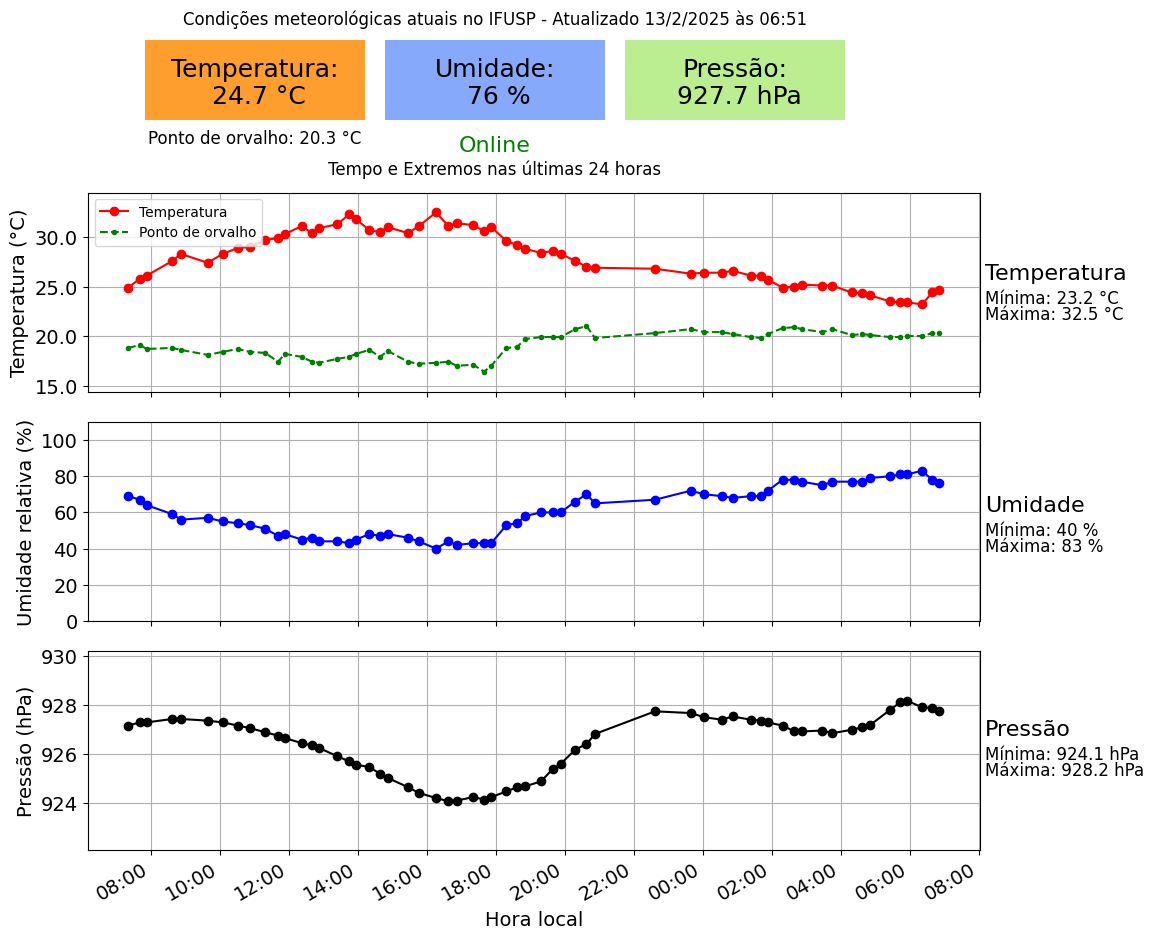 Condições meteorológicas atuais no IFUSP - Atualizado 13/2/2025 às 06:51
Temperatura:
24.7 °C
Umidade:
76 %
Pressão:
927.7 hPa
Ponto de orvalho: 20.3 °C
Online
Tempo e Extremos nas últimas 24 horas
Temperatura (°C)
30.0
25.0
20.0
15.0
Temperatura
Ponto de orvalho
Temperatura
Mínima: 23.2 °C
Máxima: 32.5 °C
Umidade relativa (%)
100
80
60
40
20
0
Umidade
Mínima: 40 %
Máxima: 83 %
Pressão (hPa)
930
928
926
924
Pressão
Mínima: 924.1 hPa
Máxima: 928.2 hPa
08:00
10:00
12:00
14:00
16:00
18:00
20:00
22:00
00:00
02:00
04:00
06:00
08:00
Hora local